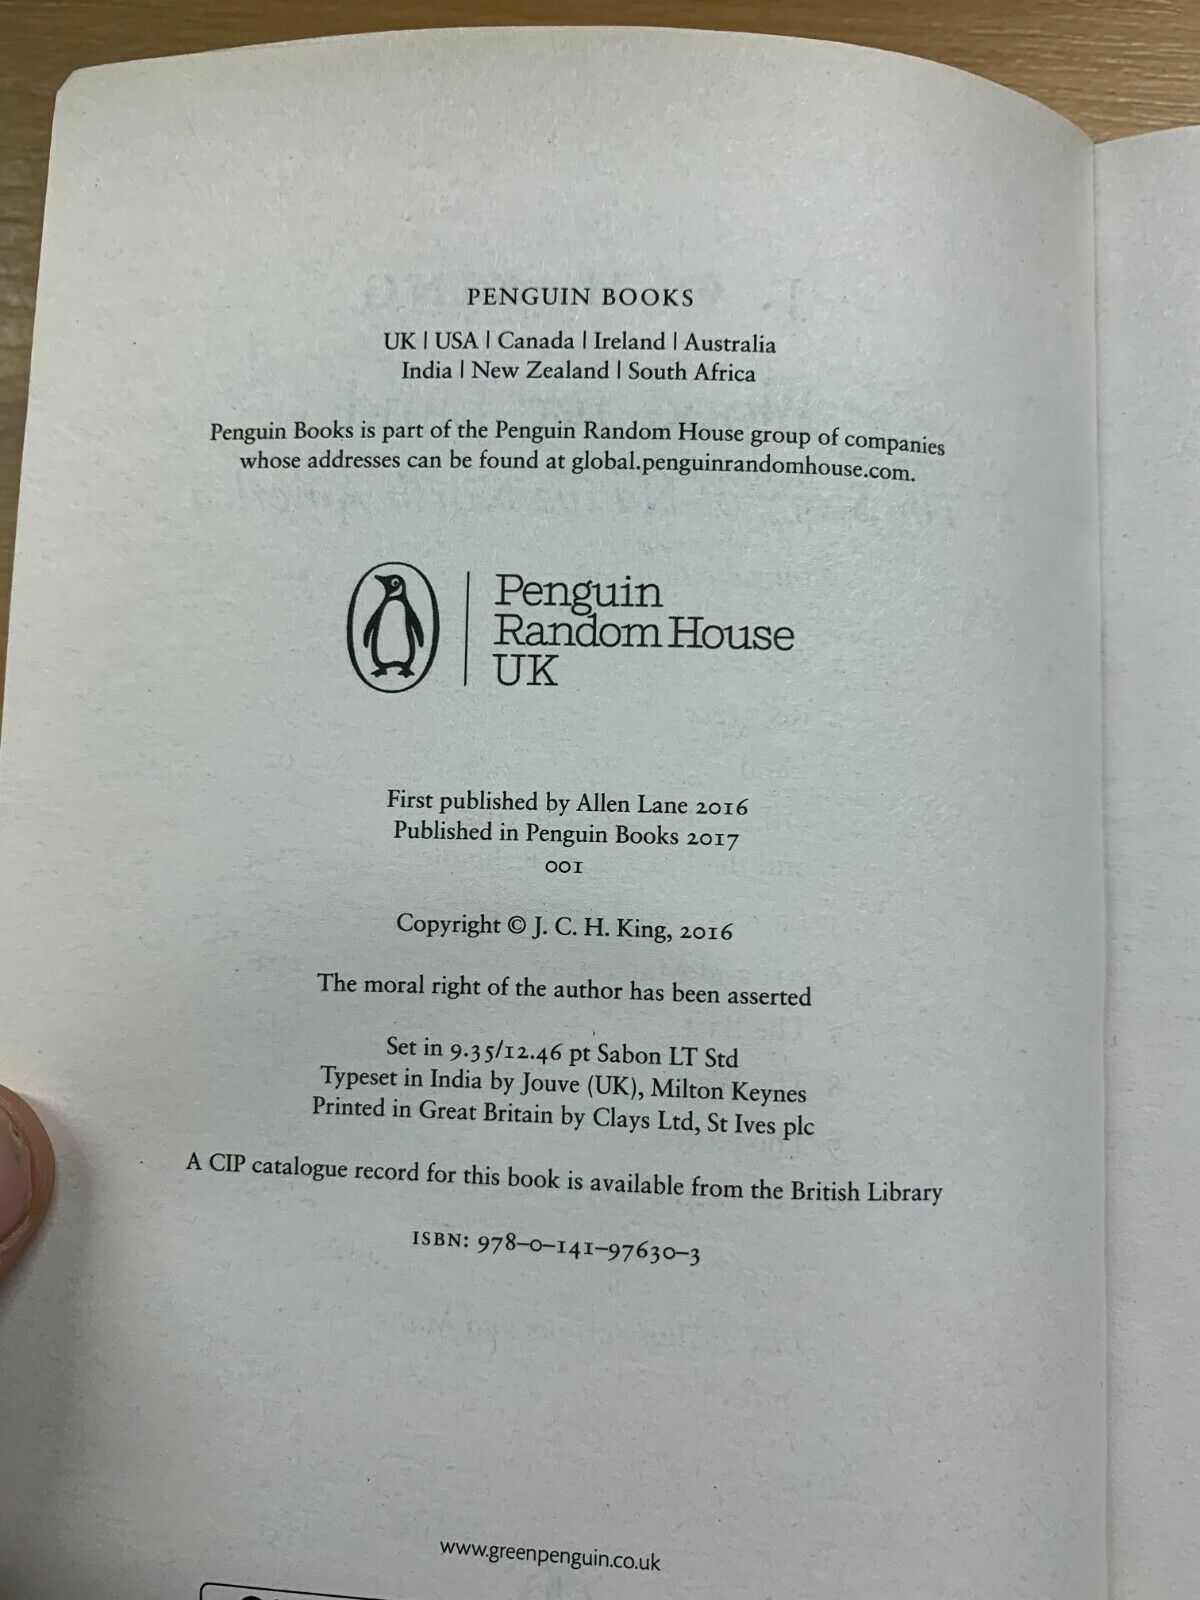 PENGUIN BOOKS
UK | USA | Canada | Ireland | Australia
India | New Zealand | South Africa
Penguin Books is part of the Penguin Random House group of companies
whose addresses can be found at global.penguinrandomhouse.com.
Penguin
Random House
UK
First published by Allen Lane 2016
Published in Penguin Books 2017
001
Copyright © J. C. H. King, 2016
The moral right of the author has been asserted
Set in 9.35/12.46 pt Sabon LT Std
Typeset in India by Jouve (UK), Milton Keynes
Printed in Great Britain by Clays Ltd, St Ives plc
A CIP catalogue record for this book is available from the British Library
ISBN: 978–0–141–97630–3
www.greenpenguin.co.uk